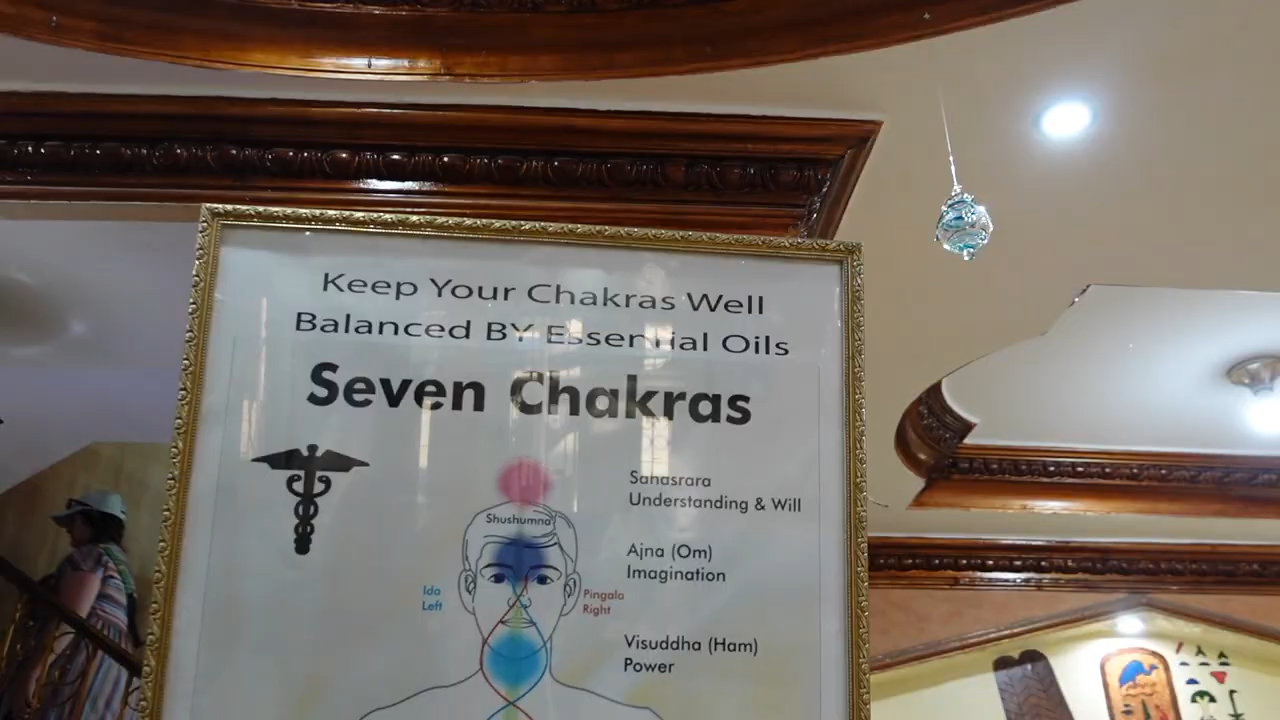 Keep Your Chakras Well
Balanced BY Essential Oils
Seven Chakras
Sahasrara
Understanding & Will
Shushumna
Ajna (Om)
Imagination
Ida
Left
Pingala
Right
Visuddha (Ham)
Power